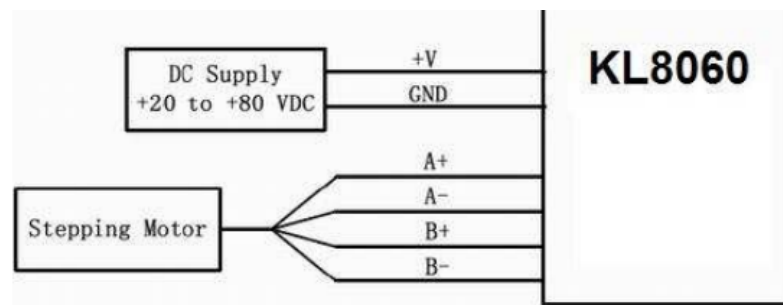 KL8060
DC Supply
+20 to +80 VDC
+V
GND
Stepping Motor
A+
A-
B+
B-